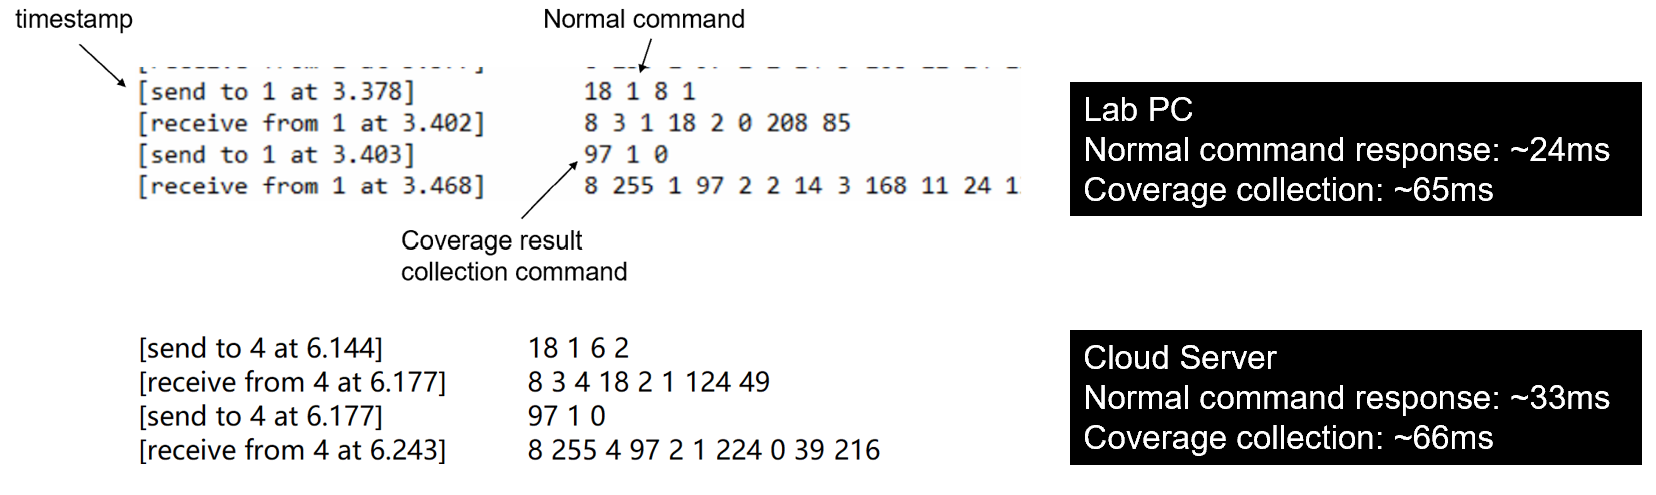 timestamp
Normal command
[send to 1 at 3.378] 18 1 8 1
[receive from 1 at 3.402] 8 3 1 18 2 0 208 85
[send to 1 at 3.403] 97 1 0
[receive from 1 at 3.468] 8 255 1 97 2 2 14 3 168 11 24 1
Coverage result
collection command
Lab PC
Normal command response: ~24ms
Coverage collection: ~65ms
[send to 4 at 6.144] 18 1 6 2
[receive from 4 at 6.177] 8 3 4 18 2 1 124 49
[send to 4 at 6.177] 97 1 0
[receive from 4 at 6.243] 8 255 4 97 2 1 224 0 39 216
Cloud Server
Normal command response: ~33ms
Coverage collection: ~66ms